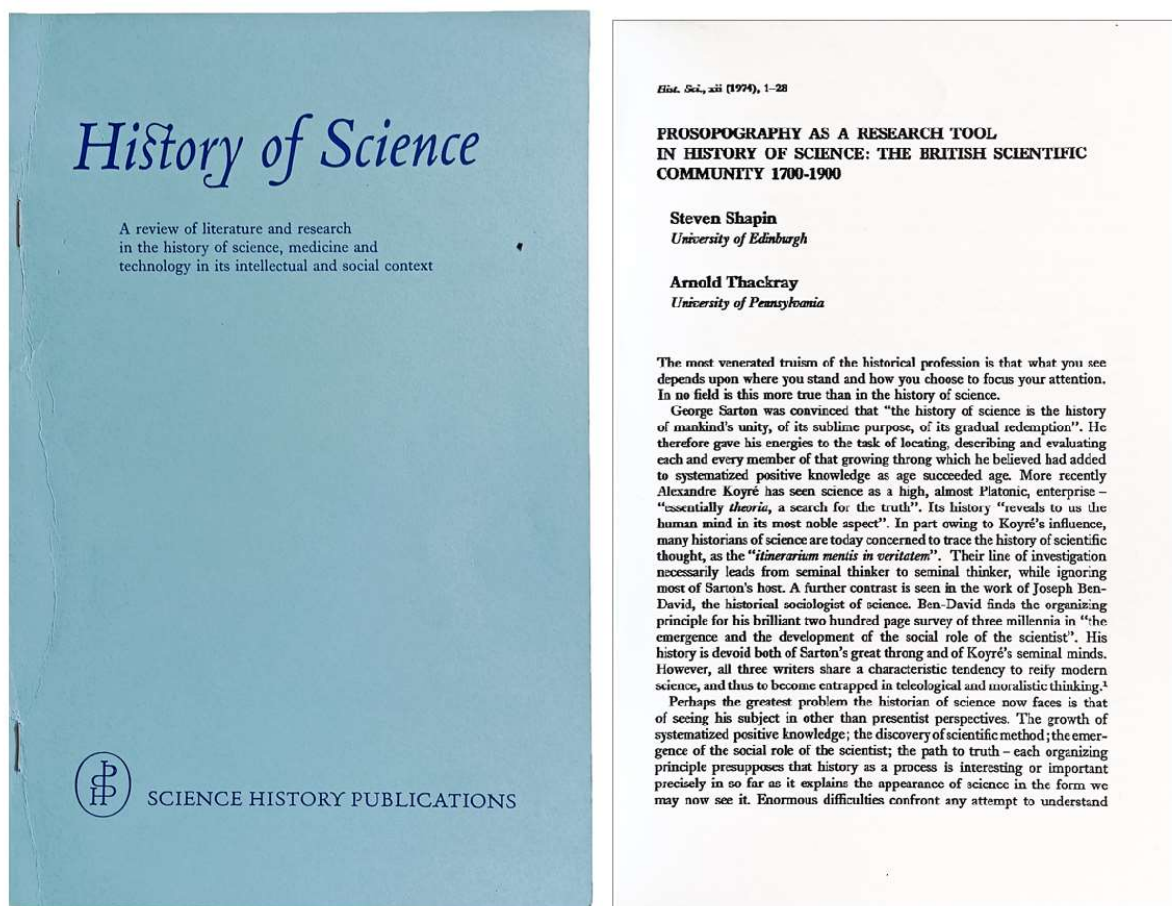 History of Science
A review of literature and research
in the history of science, medicine and
technology in its intellectual and social context
SCIENCE HISTORY PUBLICATIONS
Hist. Sci., xii (1974), 1–28
PROSOPOGRAPHY AS A RESEARCH TOOL
IN HISTORY OF SCIENCE: THE BRITISH SCIENTIFIC
COMMUNITY 1700-1900
Steven Shapin
University of Edinburgh
Arnold Thackray
University of Pennsylvania
The most venerated truism of the historical profession is that what you see
depends upon where you stand and how you choose to focus your attention.
In no field is this more true than in the history of science.
George Sarton was convinced that "the history of science is the history
of mankind's unity, of its sublime purpose, of its gradual redemption". He
therefore gave his energies to the task of locating, describing and evaluating
each and every member of that growing throng which he believed had added
to systematized positive knowledge as age succeeded age. More recently
Alexandre Koyré has seen science as a high, almost Platonic, enterprise –
"essentially theoria, a search for the truth". Its history "reveals to us the
human mind in its most noble aspect". In part owing to Koyré's influence,
many historians of science are today concerned to trace the history of scientific
thought, as the "itinerarium mentis in veritatem". Their line of investigation
necessarily leads from seminal thinker to seminal thinker, while ignoring
most of Sarton's host. A further contrast is seen in the work of Joseph Ben-
David, the historical sociologist of science. Ben-David finds the organizing
principle for his brilliant two hundred page survey of three millennia in "the
emergence and the development of the social role of the scientist". His
history is devoid both of Sarton's great throng and of Koyré's seminal minds.
However, all three writers share a characteristic tendency to reify modern
science, and thus to become entrapped in teleological and moralistic thinking.¹
Perhaps the greatest problem the historian of science now faces is that
of seeing his subject in other than presentist perspectives. The growth of
systematized positive knowledge; the discovery of scientific method; the emer-
gence of the social role of the scientist; the path to truth – each organizing
principle presupposes that history as a process is interesting or important
precisely in so far as it explains the appearance of science in the form we
may now see it. Enormous difficulties confront any attempt to understand